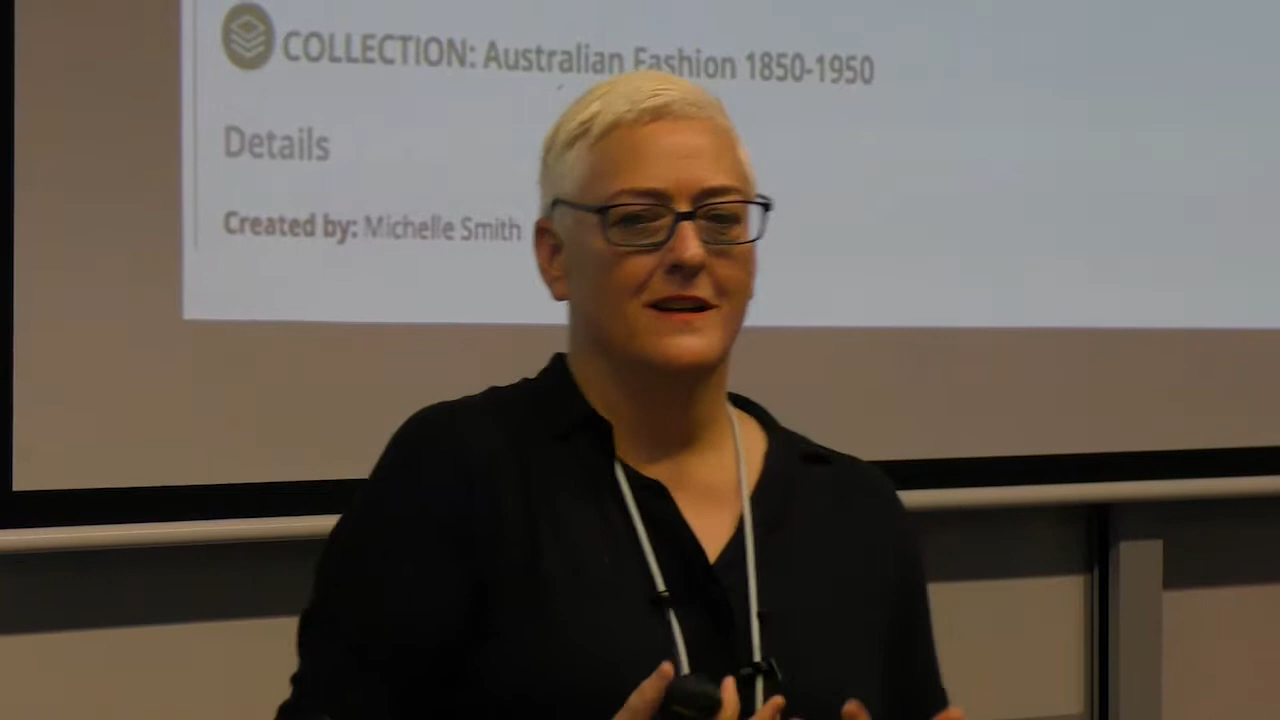 COLLECTION: Australian Fashion 1850-1950
Details
Created by: Michelle Smith